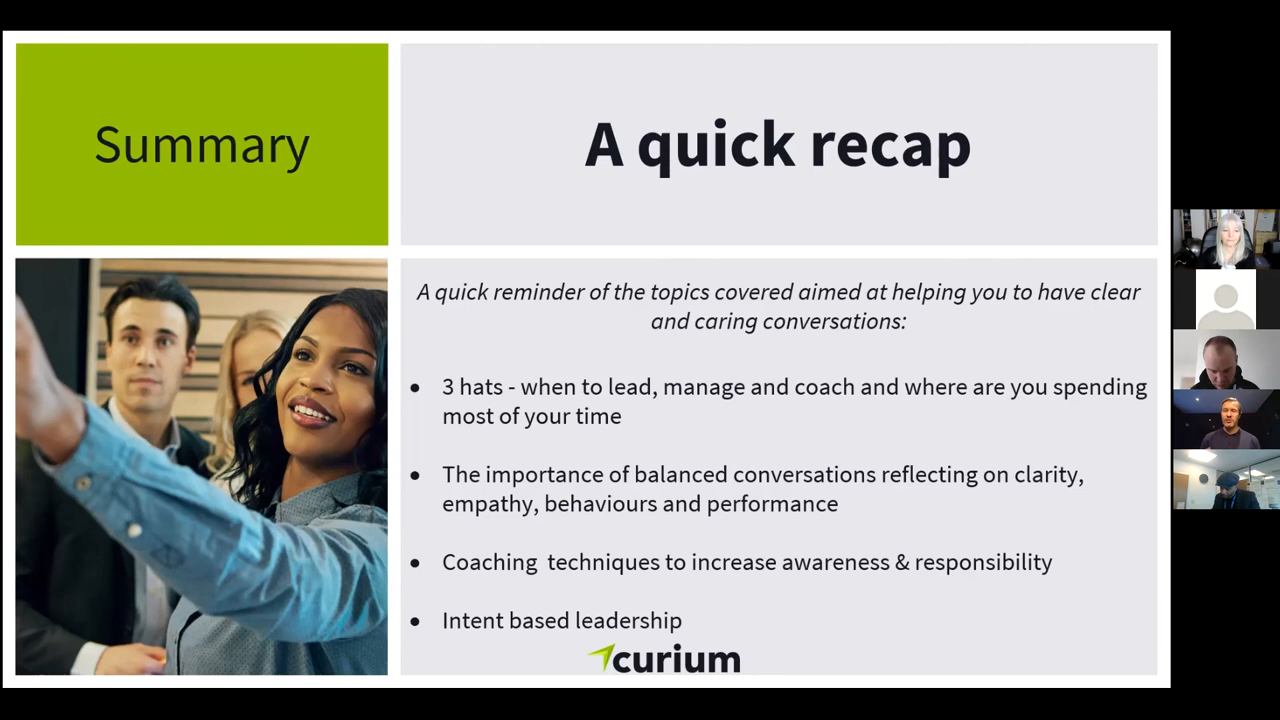 Summary
A quick recap
A quick reminder of the topics covered aimed at helping you to have clear
and caring conversations:
• 3 hats - when to lead, manage and coach and where are you spending
most of your time
• The importance of balanced conversations reflecting on clarity,
empathy, behaviours and performance
• Coaching  techniques to increase awareness & responsibility
• Intent based leadership
curium